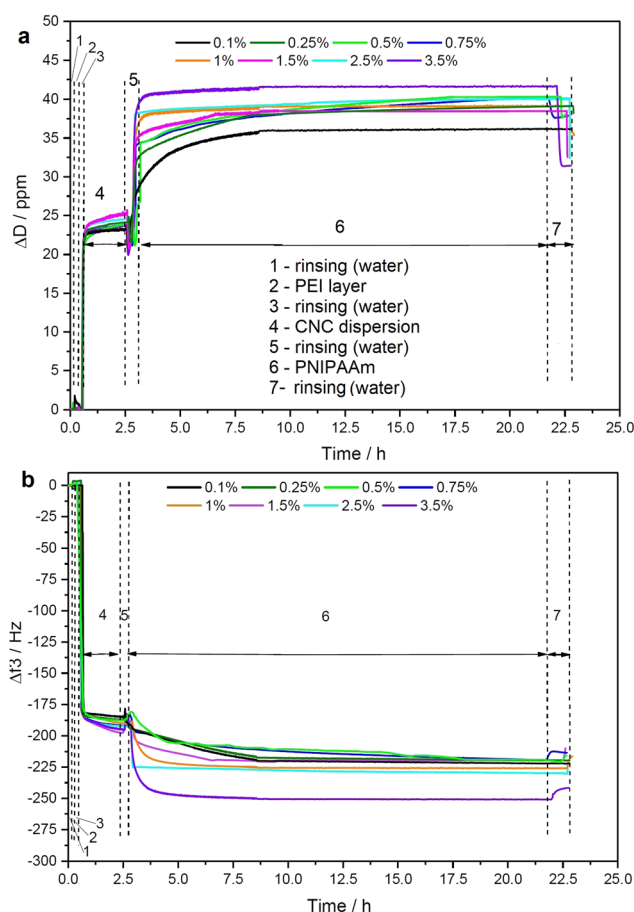 a
50
45
40
35
30
25
20
15
10
5
0
ΔD / ppm
0.1% 0.25% 0.5% 0.75%
1% 1.5% 2.5% 3.5%
1
2
3
5
4
6
7
1 - rinsing (water)
2 - PEI layer
3 - rinsing (water)
4 - CNC dispersion
5 - rinsing (water)
6 - PNIPAAm
7- rinsing (water)
0.0 2.5 5.0 7.5 10.0 12.5 15.0 17.5 20.0 22.5 25.0
Time / h
b
0
-25
-50
-75
-100
-125
-150
-175
-200
-225
-250
-275
-300
Δf3 / Hz
0.1% 0.25% 0.5% 0.75%
1% 1.5% 2.5% 3.5%
4 5 6 7
3
2
1
0.0 2.5 5.0 7.5 10.0 12.5 15.0 17.5 20.0 22.5 25.0
Time / h